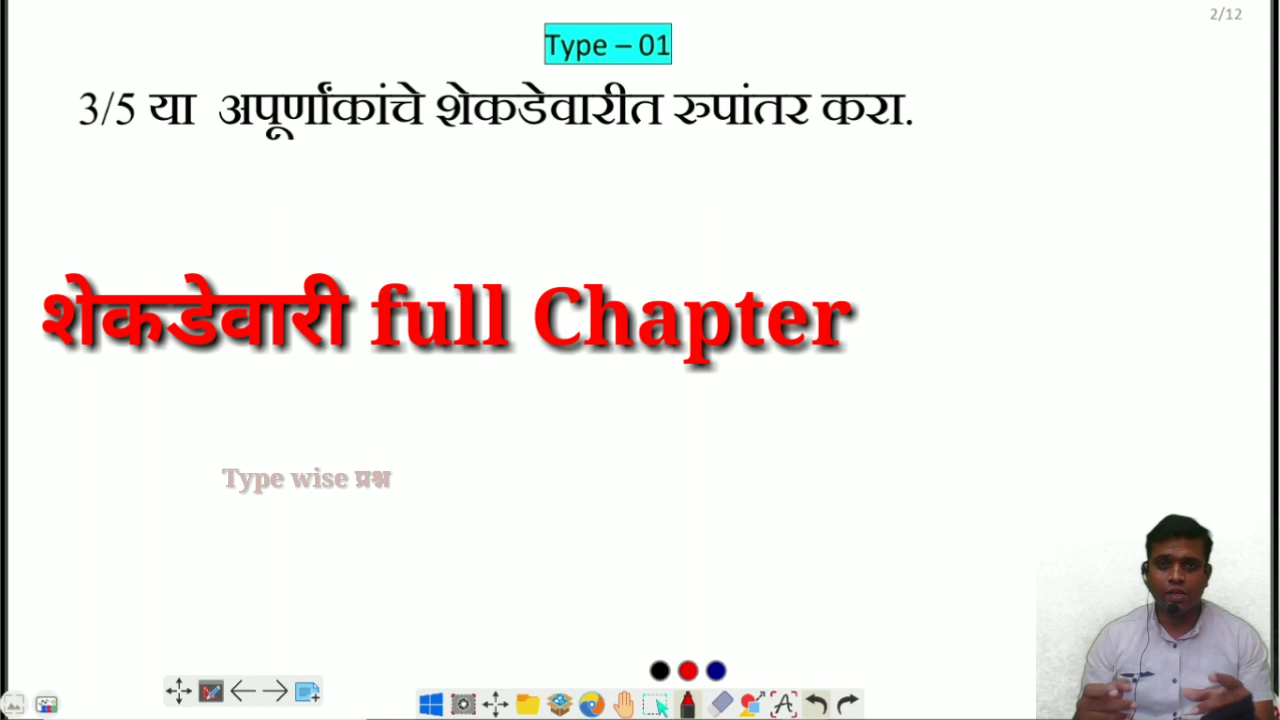 2/12
Type – 01
3/5 या अपूर्णांकांचे शेकडेवारीत रुपांतर करा.
शेकडेवारी full Chapter
Type wise प्रश्न